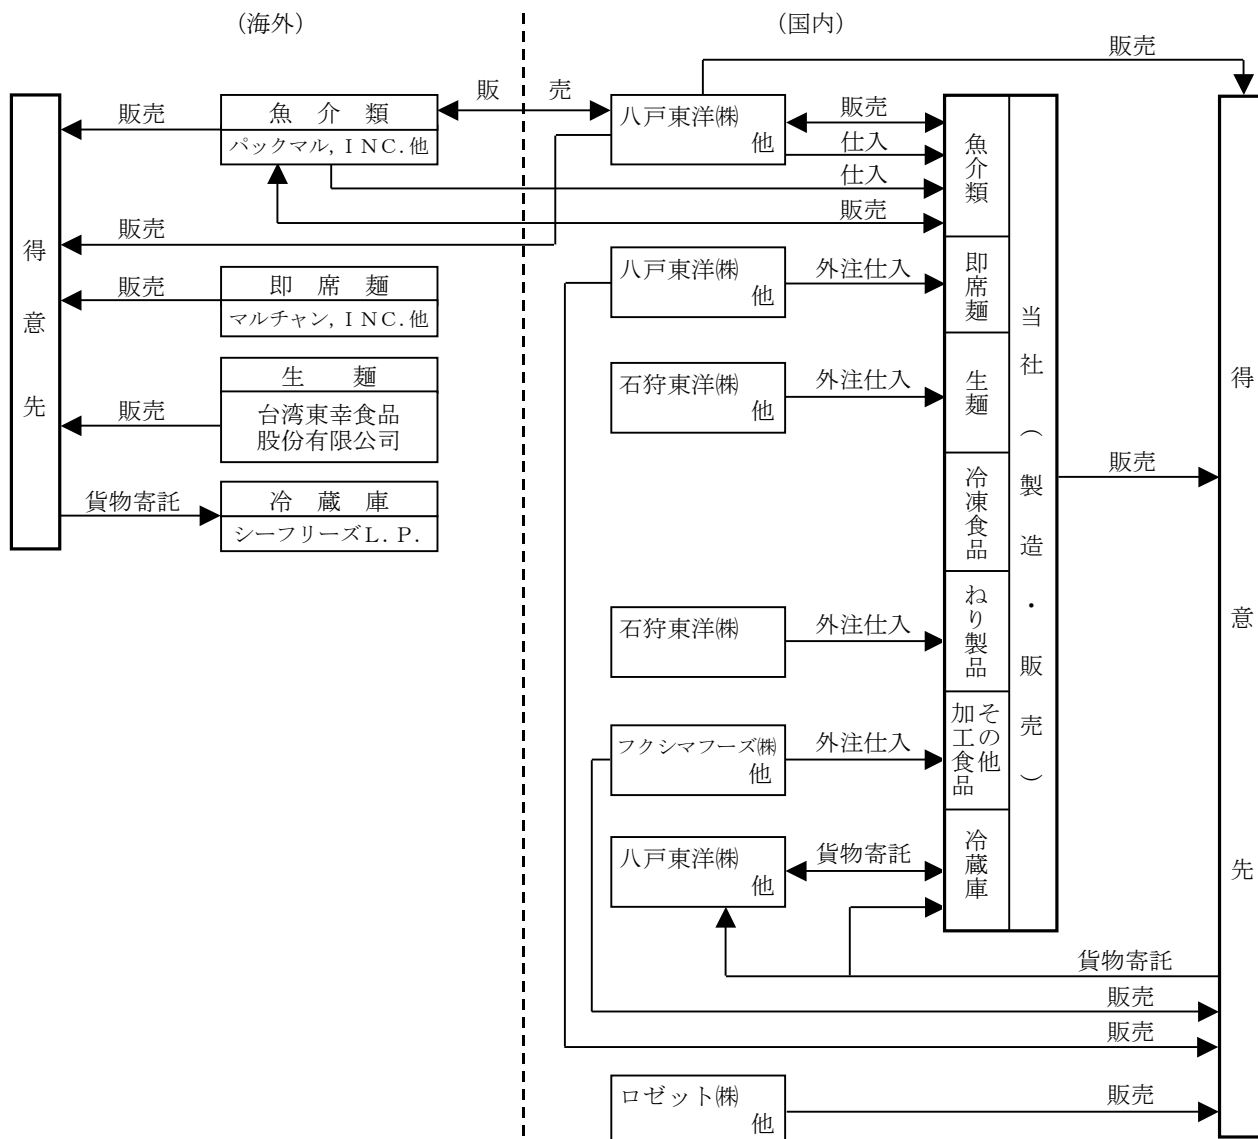 (海外)
(国内)
販売
得意先
販売
魚介類
パックマル,ＩＮＣ.他
販売
八戸東洋㈱
他
販売
仕入
仕入
販売
魚介類
販売
即席麺
マルチャン,ＩＮＣ.他
販売
八戸東洋㈱
他
外注仕入
即席麺
生麺
台湾東幸食品
股份有限公司
販売
石狩東洋㈱
他
外注仕入
生麺
貨物寄託
冷蔵庫
シーフリーズＬ.Ｐ.
冷凍食品
石狩東洋㈱
外注仕入
ねり製品
フクシマフーズ㈱
他
外注仕入
その他
加工食品
八戸東洋㈱
他
貨物寄託
冷蔵庫
当社(製造・販売)
販売
得意先
貨物寄託
販売
販売
ロゼット㈱
他
販売